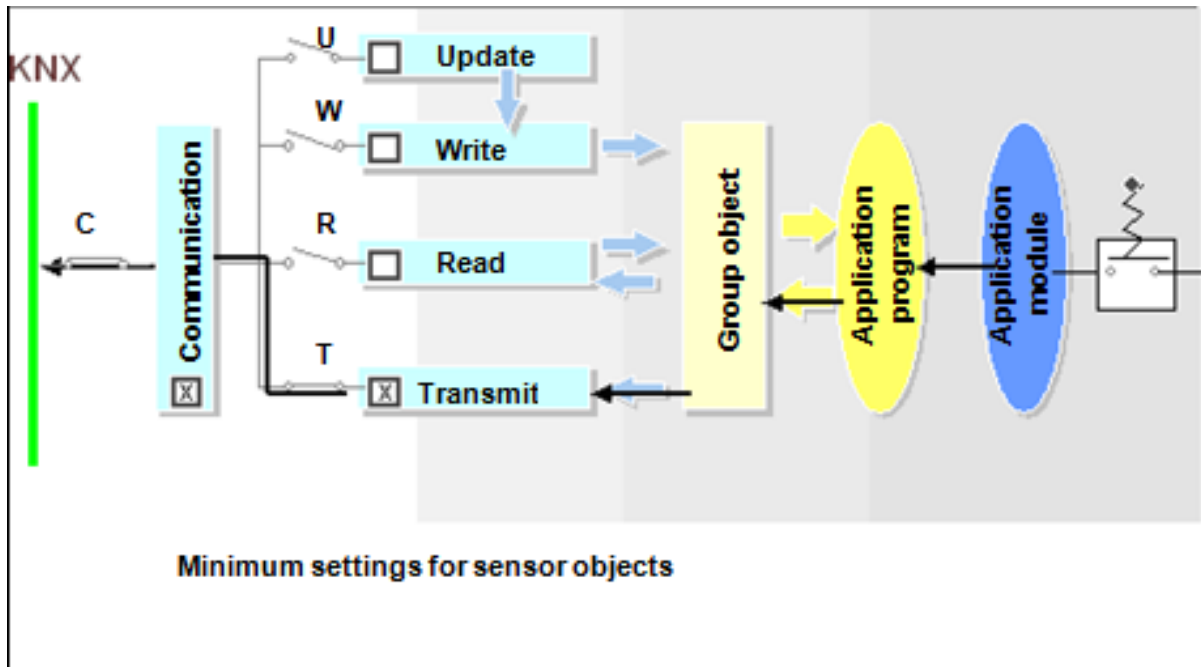 KNX
C
Communication
X
U
Update
W
Write
R
Read
T
X
Transmit
Group object
Application
program
Application
module
Minimum settings for sensor objects